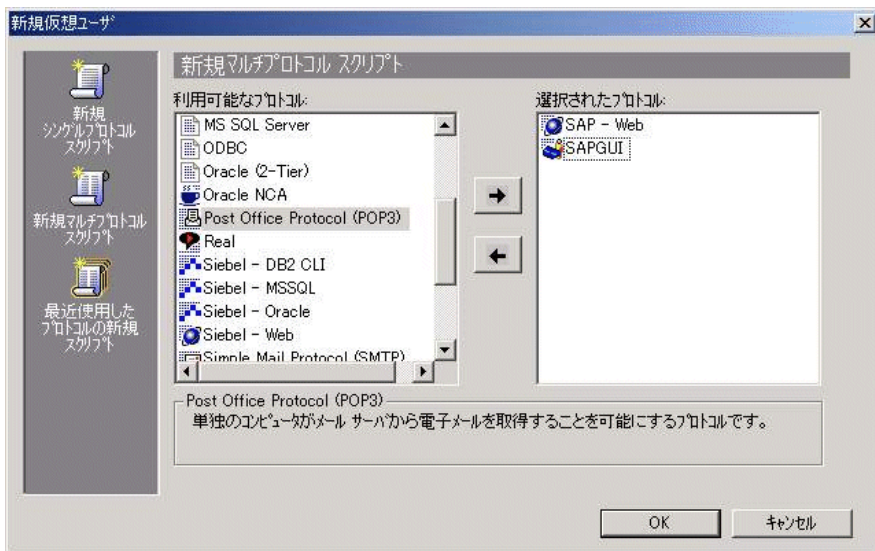 新規仮想ユーザ
新規
シングルプロトコル
スクリプト
新規マルチプロトコル
スクリプト
最近使用した
プロトコルの新規
スクリプト
新規マルチプロトコル スクリプト
利用可能なプロトコル:
MS SQL Server
ODBC
Oracle (2-Tier)
Oracle NCA
Post Office Protocol (POP3)
Real
Siebel - DB2 CLI
Siebel - MSSQL
Siebel - Oracle
Siebel - Web
Simple Mail Protocol (SMTP)
選択されたプロトコル:
SAP - Web
SAPGUI
Post Office Protocol (POP3)
単独のコンピュータがメール サーバから電子メールを取得することを可能にするプロトコルです。
OK
キャンセル